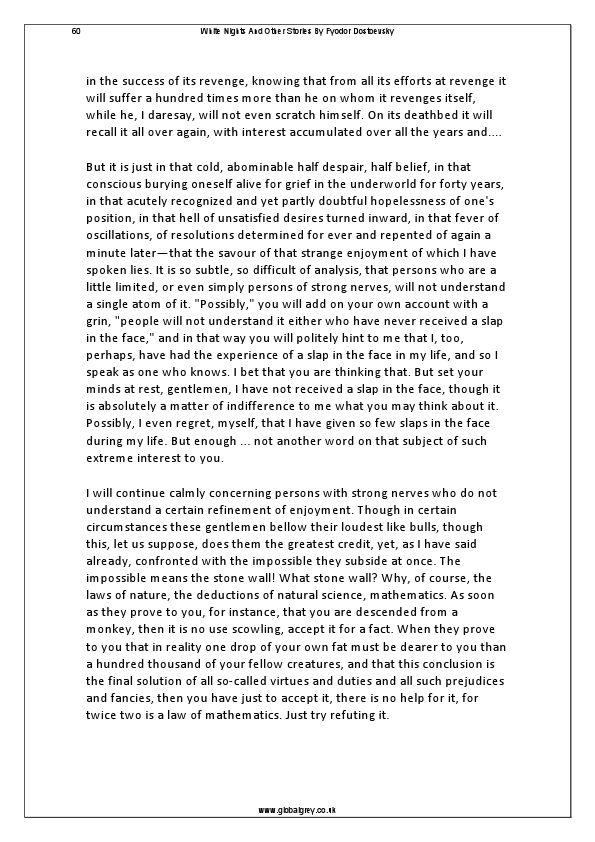 60 White Nights And Other Stories By Fyodor Dostoevsky
in the success of its revenge, knowing that from all its efforts at revenge it
will suffer a hundred times more than he on whom it revenges itself,
while he, I daresay, will not even scratch himself. On its deathbed it will
recall it all over again, with interest accumulated over all the years and....
But it is just in that cold, abominable half despair, half belief, in that
conscious burying oneself alive for grief in the underworld for forty years,
in that acutely recognized and yet partly doubtful hopelessness of one's
position, in that hell of unsatisfied desires turned inward, in that fever of
oscillations, of resolutions determined for ever and repented of again a
minute later—that the savour of that strange enjoyment of which I have
spoken lies. It is so subtle, so difficult of analysis, that persons who are a
little limited, or even simply persons of strong nerves, will not understand
a single atom of it. "Possibly," you will add on your own account with a
grin, "people will not understand it either who have never received a slap
in the face," and in that way you will politely hint to me that I, too,
perhaps, have had the experience of a slap in the face in my life, and so I
speak as one who knows. I bet that you are thinking that. But set your
minds at rest, gentlemen, I have not received a slap in the face, though it
is absolutely a matter of indifference to me what you may think about it.
Possibly, I even regret, myself, that I have given so few slaps in the face
during my life. But enough ... not another word on that subject of such
extreme interest to you.
I will continue calmly concerning persons with strong nerves who do not
understand a certain refinement of enjoyment. Though in certain
circumstances these gentlemen bellow their loudest like bulls, though
this, let us suppose, does them the greatest credit, yet, as I have said
already, confronted with the impossible they subside at once. The
impossible means the stone wall! What stone wall? Why, of course, the
laws of nature, the deductions of natural science, mathematics. As soon
as they prove to you, for instance, that you are descended from a
monkey, then it is no use scowling, accept it for a fact. When they prove
to you that in reality one drop of your own fat must be dearer to you than
a hundred thousand of your fellow creatures, and that this conclusion is
the final solution of all so-called virtues and duties and all such prejudices
and fancies, then you have just to accept it, there is no help for it, for
twice two is a law of mathematics. Just try refuting it.
www.globalgrey.co.uk